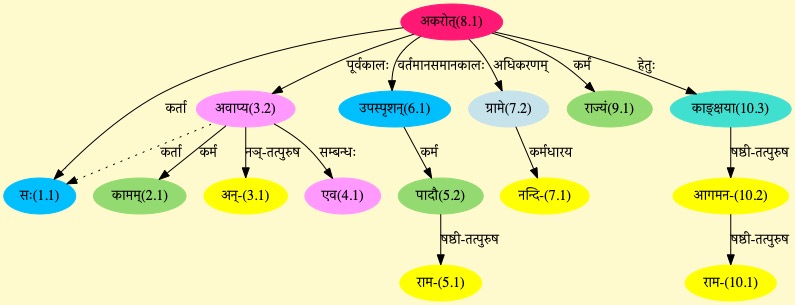 अकरोत्(8.1)
पूर्वकालः वर्तमानसमानकालः अधिकरणम् कर्म हेतुः
कर्ता अवाप्य(3.2) उपस्पृशन्(6.1) ग्रामे(7.2) राज्यं(9.1) काङ्क्षया(10.3)
कर्ता कर्म नञ्-तत्पुरुष सम्बन्धः कर्म कर्मधारय षष्ठी-तत्पुरुष
सः(1.1) कामम्(2.1) अन्-(3.1) एव(4.1) पादौ(5.2) नन्दि-(7.1) आगमन-(10.2)
षष्ठी-तत्पुरुष षष्ठी-तत्पुरुष
राम-(5.1) राम-(10.1)